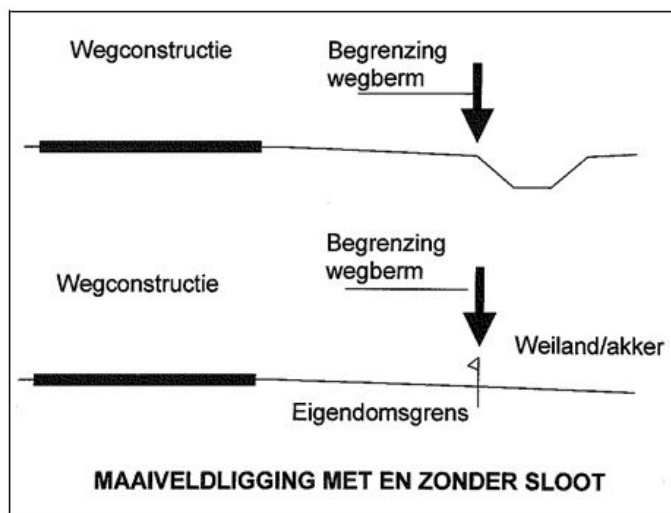 Wegconstructie
Begrenzing
wegberm
Begrenzing
wegberm
Wegconstructie
Weiland/akker
Eigendomsgrens
MAAIVELDLIGGING MET EN ZONDER SLOOT